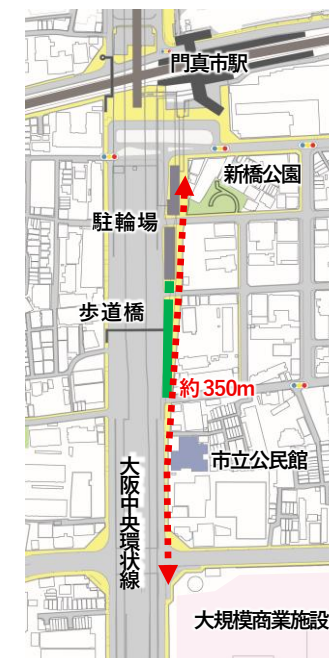 門真市駅
新橋公園
駐輪場
歩道橋
約350m
市立公民館
大阪中央環状線
大規模商業施設